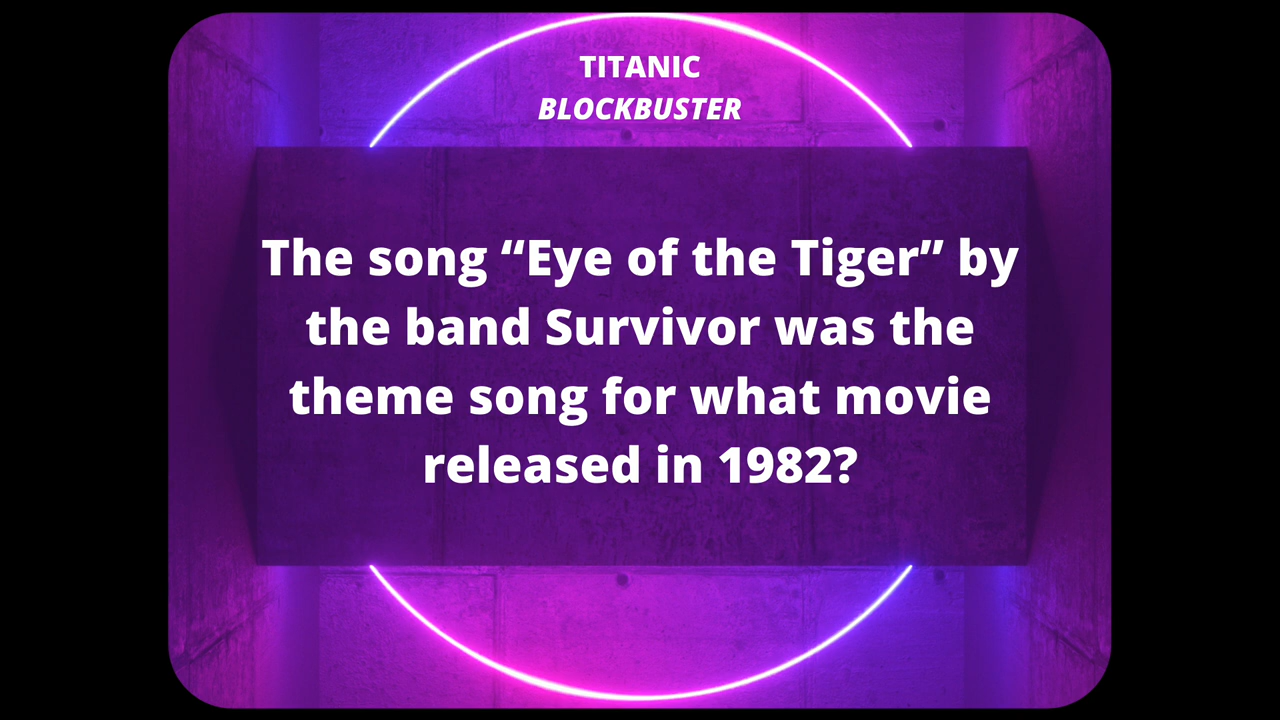 TITANIC
BLOCKBUSTER
The song “Eye of the Tiger” by
the band Survivor was the
theme song for what movie
released in 1982?